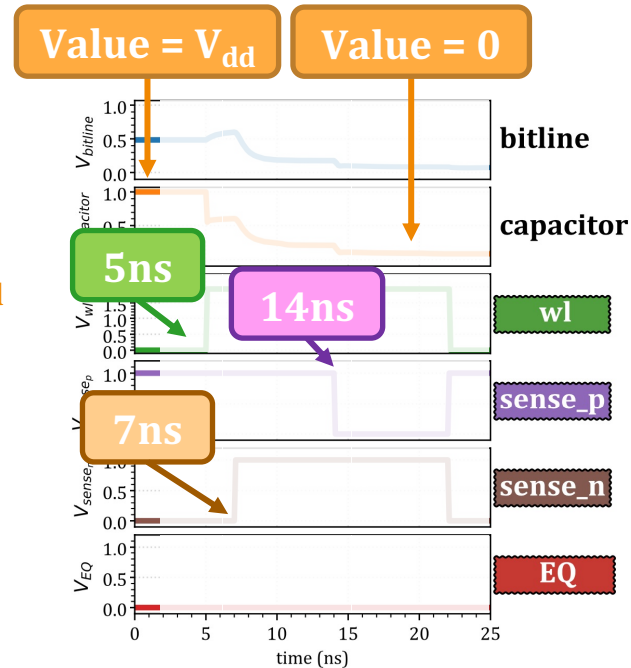 Value = Vdd
Value = 0
1.0
0.5
0.0
Vbitline
bitline
1.0
0.5
acitor
capacitor
5ns
14ns
1.5
1.0
0.5
0.0
Vwl
wl
1.0
sense_p
7ns
1.0
0.5
0.0
Vsense
sense_n
1.0
0.5
0.0
VEQ
EQ
0 5 10 15 20 25
time (ns)